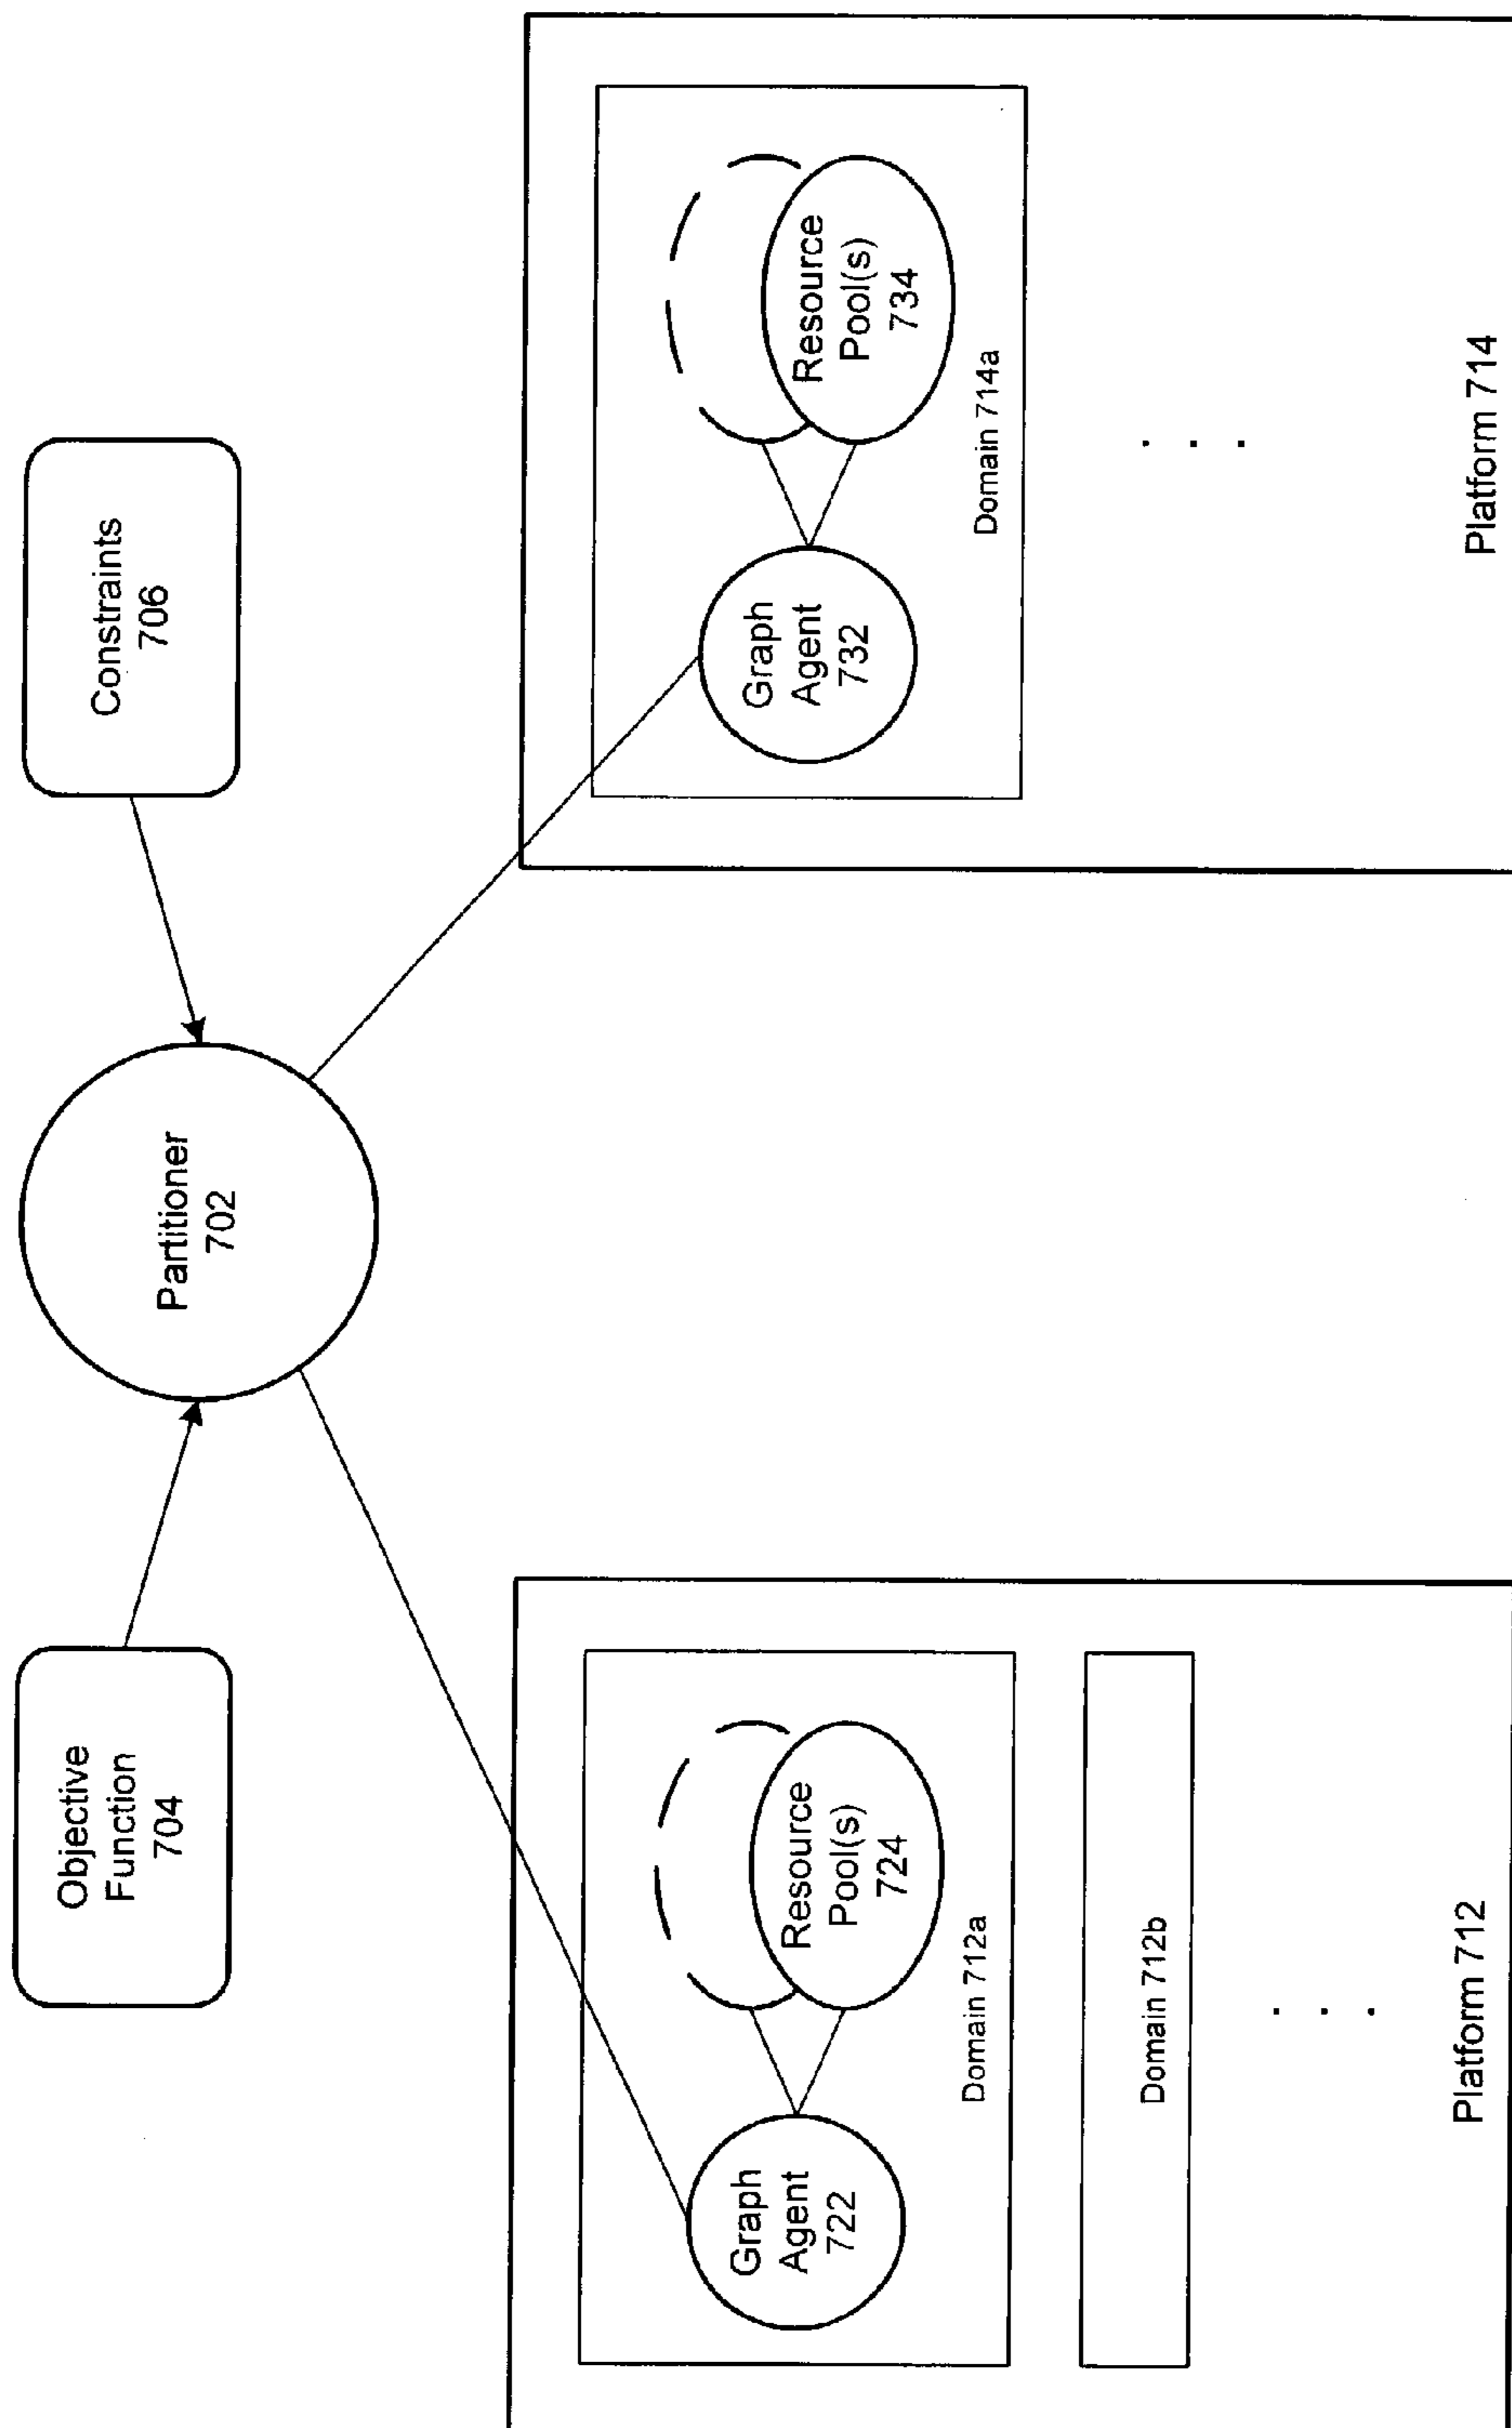 Objective
Function
704
Partitioner
702
Constraints
706
Graph
Agent
722
Resource
Pool(s)
724
Domain 712a
Domain 712b
. . .
Platform 712
Graph
Agent
732
Resource
Pool(s)
734
Domain 714a
. . .
Platform 714